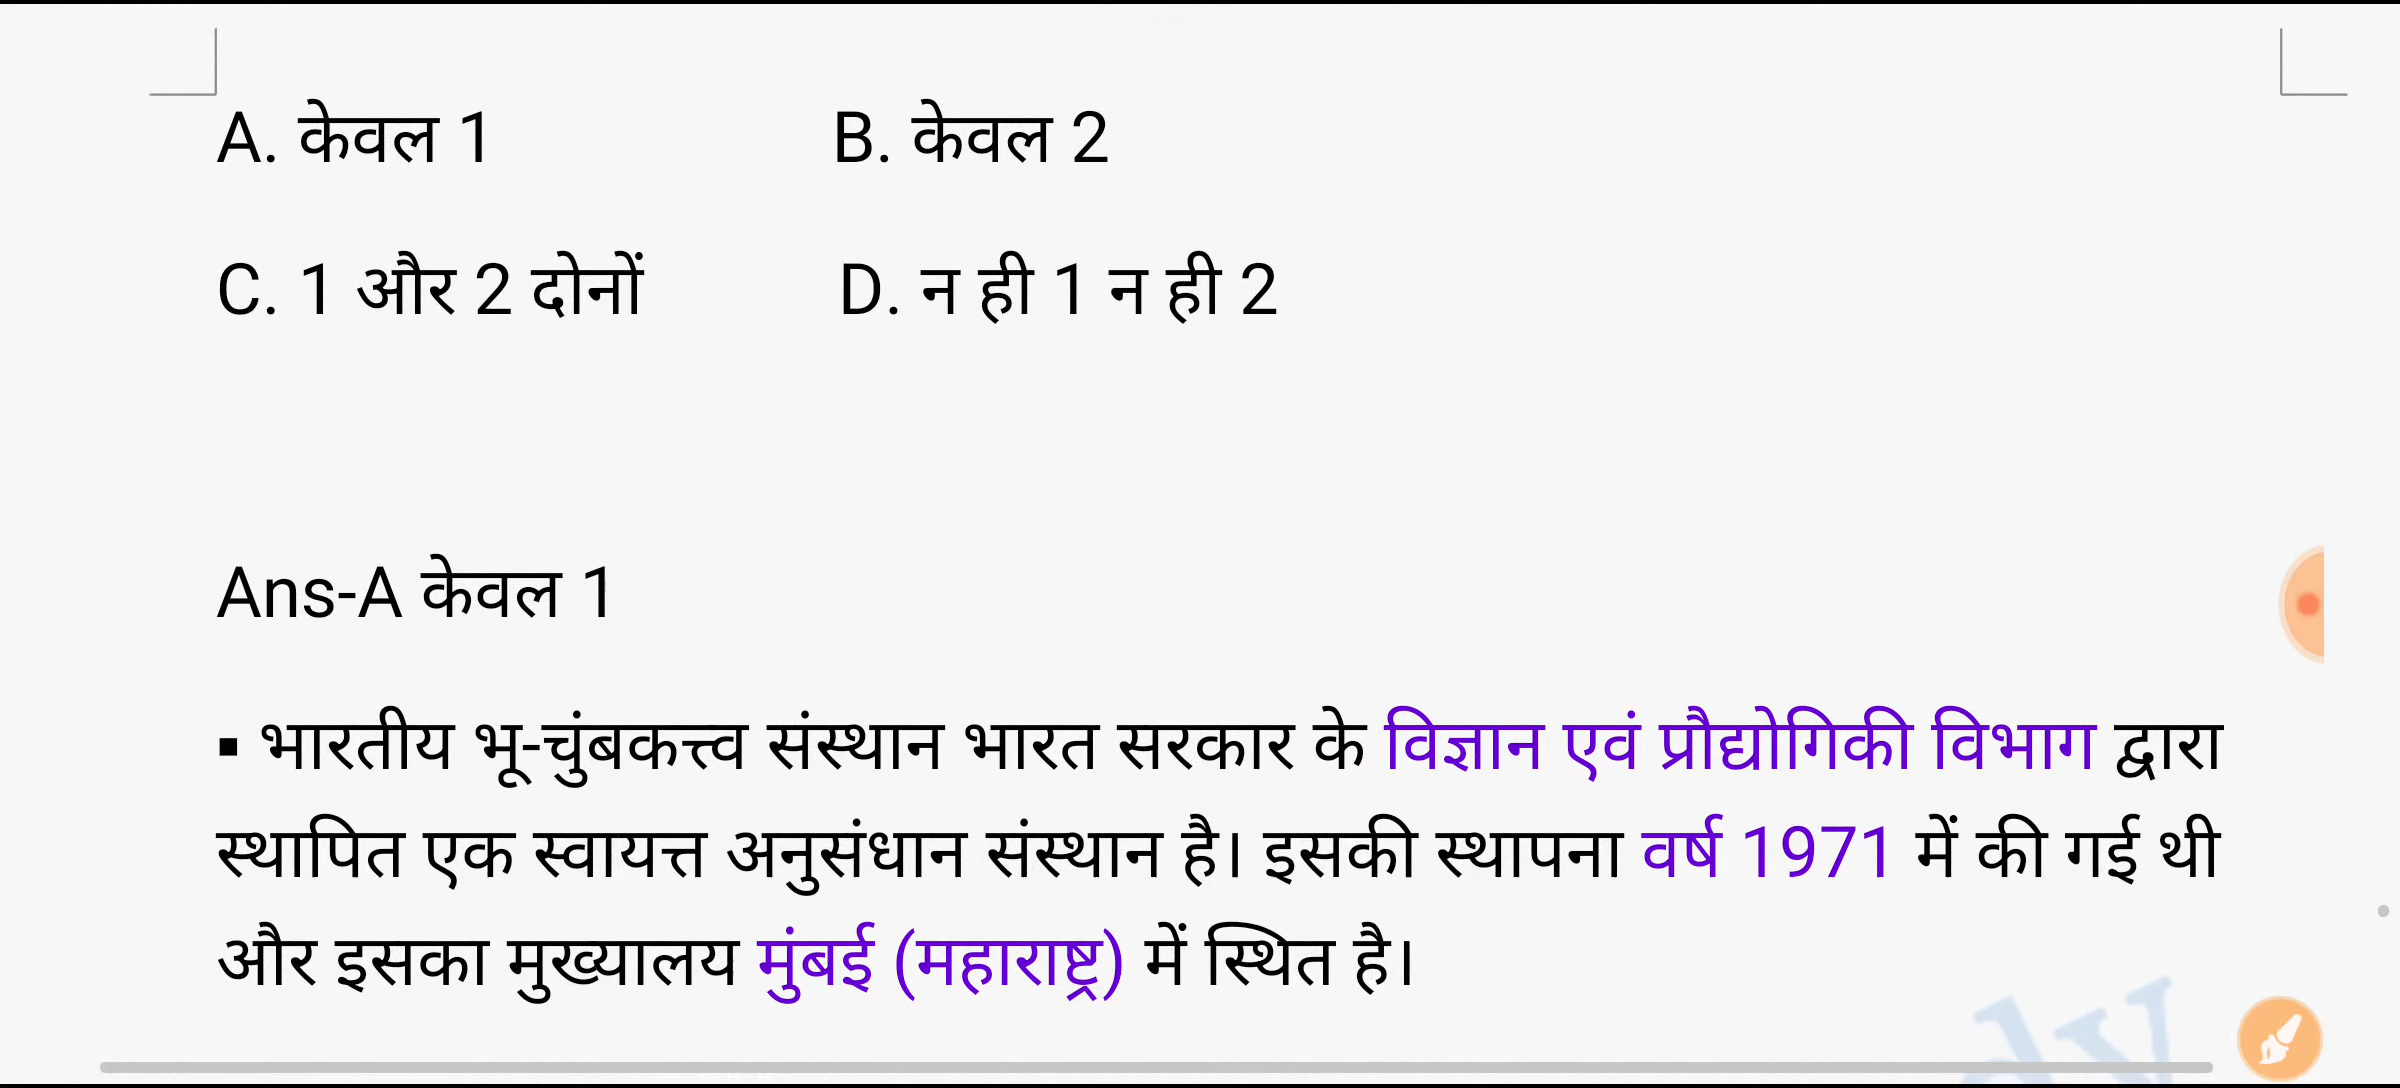 A. केवल 1 B. केवल 2
C. 1 और 2 दोनों D. न ही 1 न ही 2
Ans-A केवल 1
▪ भारतीय भू-चुंबकत्त्व संस्थान भारत सरकार के विज्ञान एवं प्रौद्योगिकी विभाग द्वारा
स्थापित एक स्वायत्त अनुसंधान संस्थान है। इसकी स्थापना वर्ष 1971 में की गई थी
और इसका मुख्यालय मुंबई (महाराष्ट्र) में स्थित है।
dy